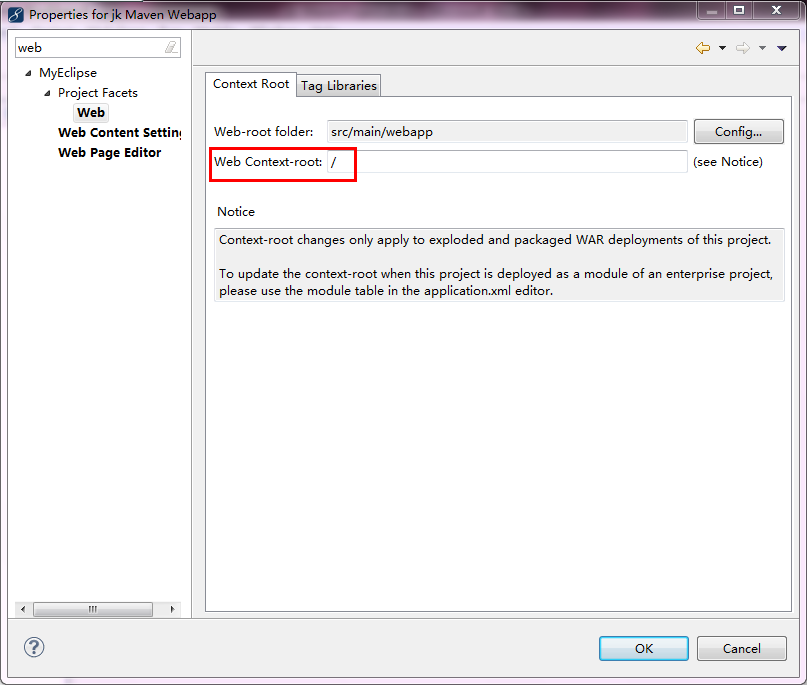 Properties for jk Maven Webapp
web
MyEclipse
Project Facets
Web
Web Content Setting
Web Page Editor
Context Root
Tag Libraries
Web-root folder: src/main/webapp Config...
Web Context-root: / (see Notice)
Notice
Context-root changes only apply to exploded and packaged WAR deployments of this project.
To update the context-root when this project is deployed as a module of an enterprise project,
please use the module table in the application.xml editor.
OK
Cancel